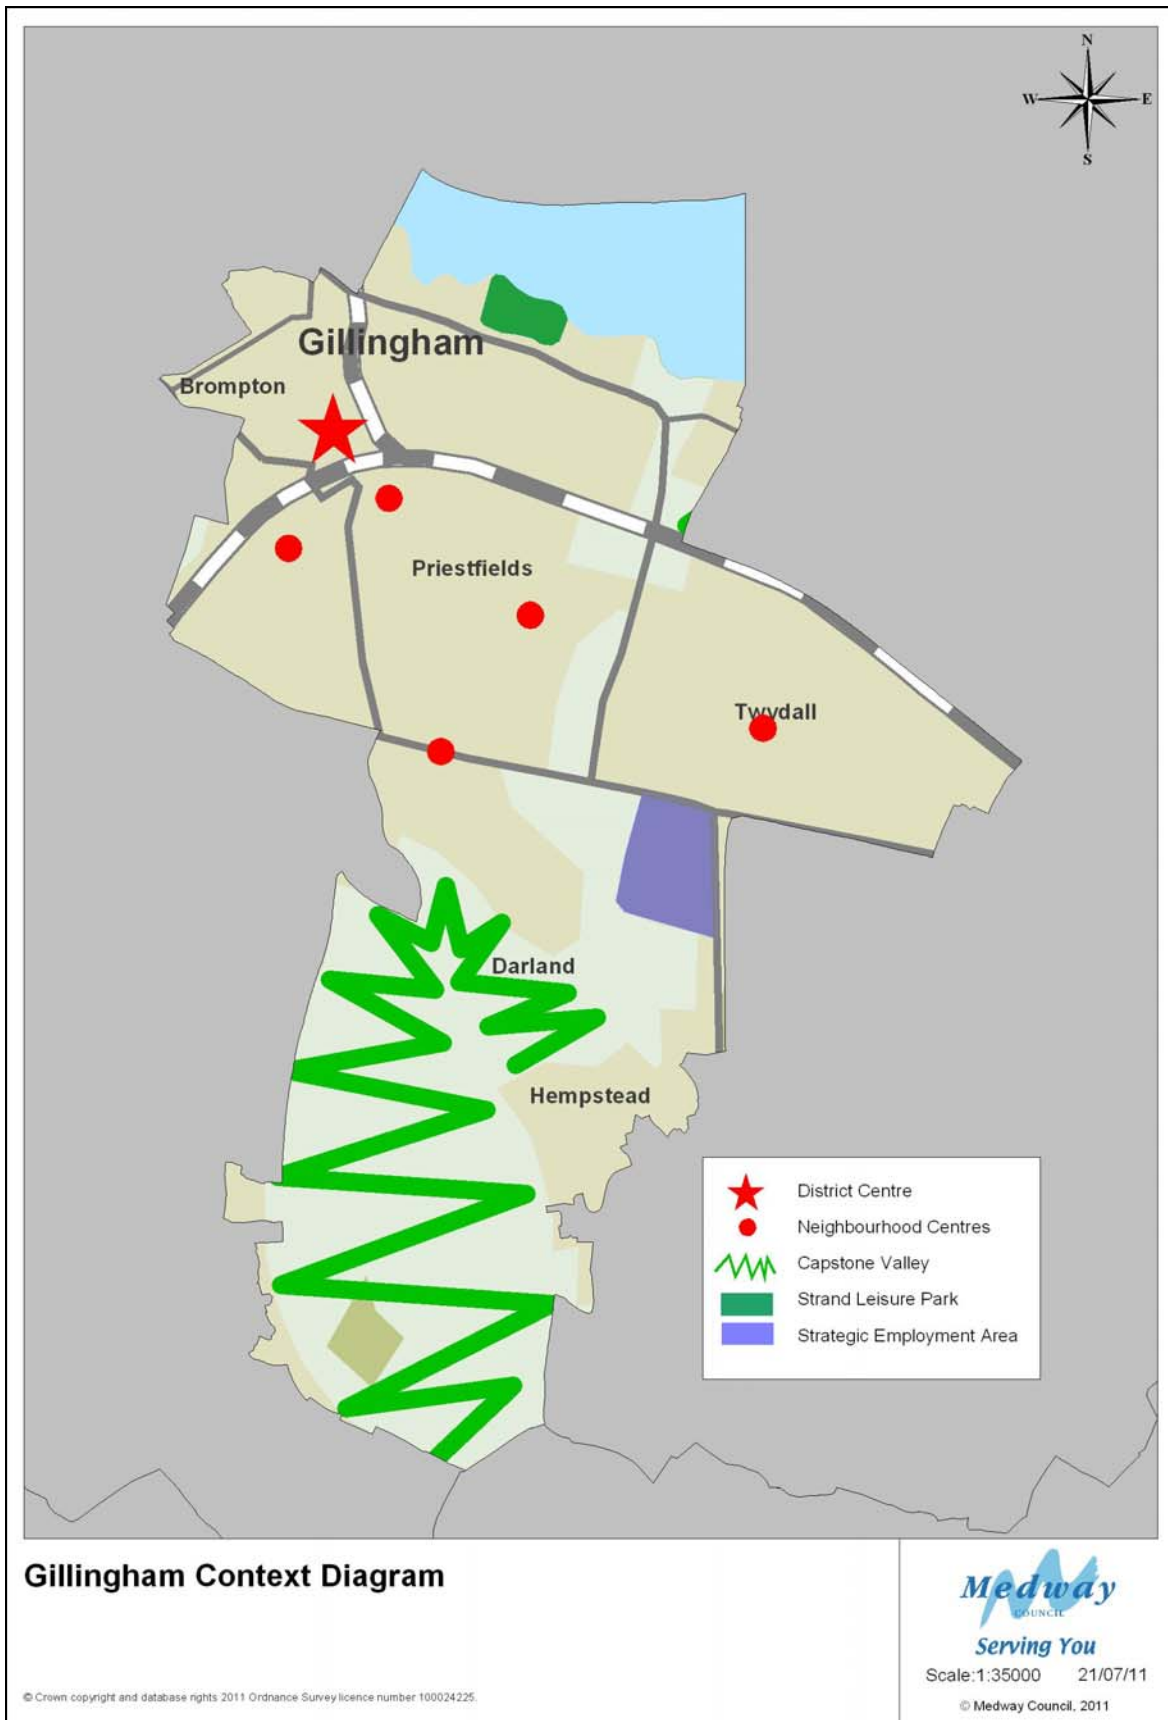 N
W E
S
Gillingham
Brompton
Priestfields
Twydall
Darland
Hempstead
District Centre
Neighbourhood Centres
Capstone Valley
Strand Leisure Park
Strategic Employment Area
Gillingham Context Diagram
© Crown copyright and database rights 2011 Ordnance Survey licence number 100024225.
Medway
COUNCIL
Serving You
Scale:1:35000 21/07/11
© Medway Council, 2011